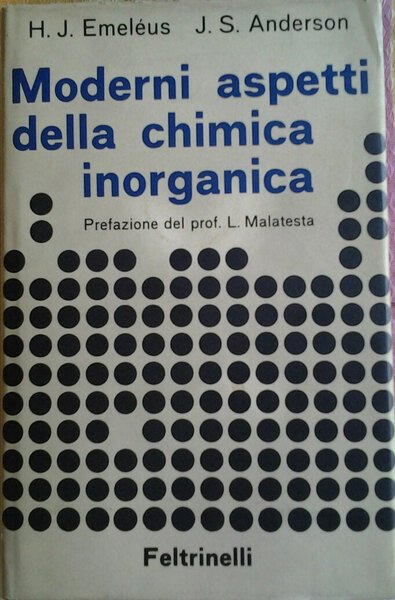 H. J. Emeléus J. S. Anderson
Moderni aspetti
della chimica
inorganica
Prefazione del prof. L. Malatesta
Feltrinelli